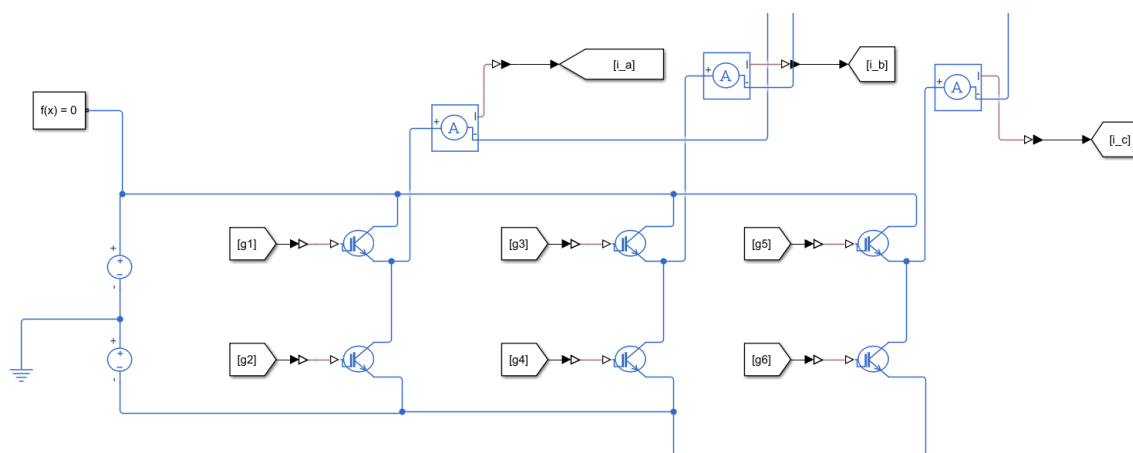 [i_a]
[i_b]
[i_c]
f(x) = 0
A
A
A
+
I
-
+
I
-
+
I
-
[g1]
[g3]
[g5]
+
+
−
-
[g2]
[g4]
[g6]
+
+
−
-